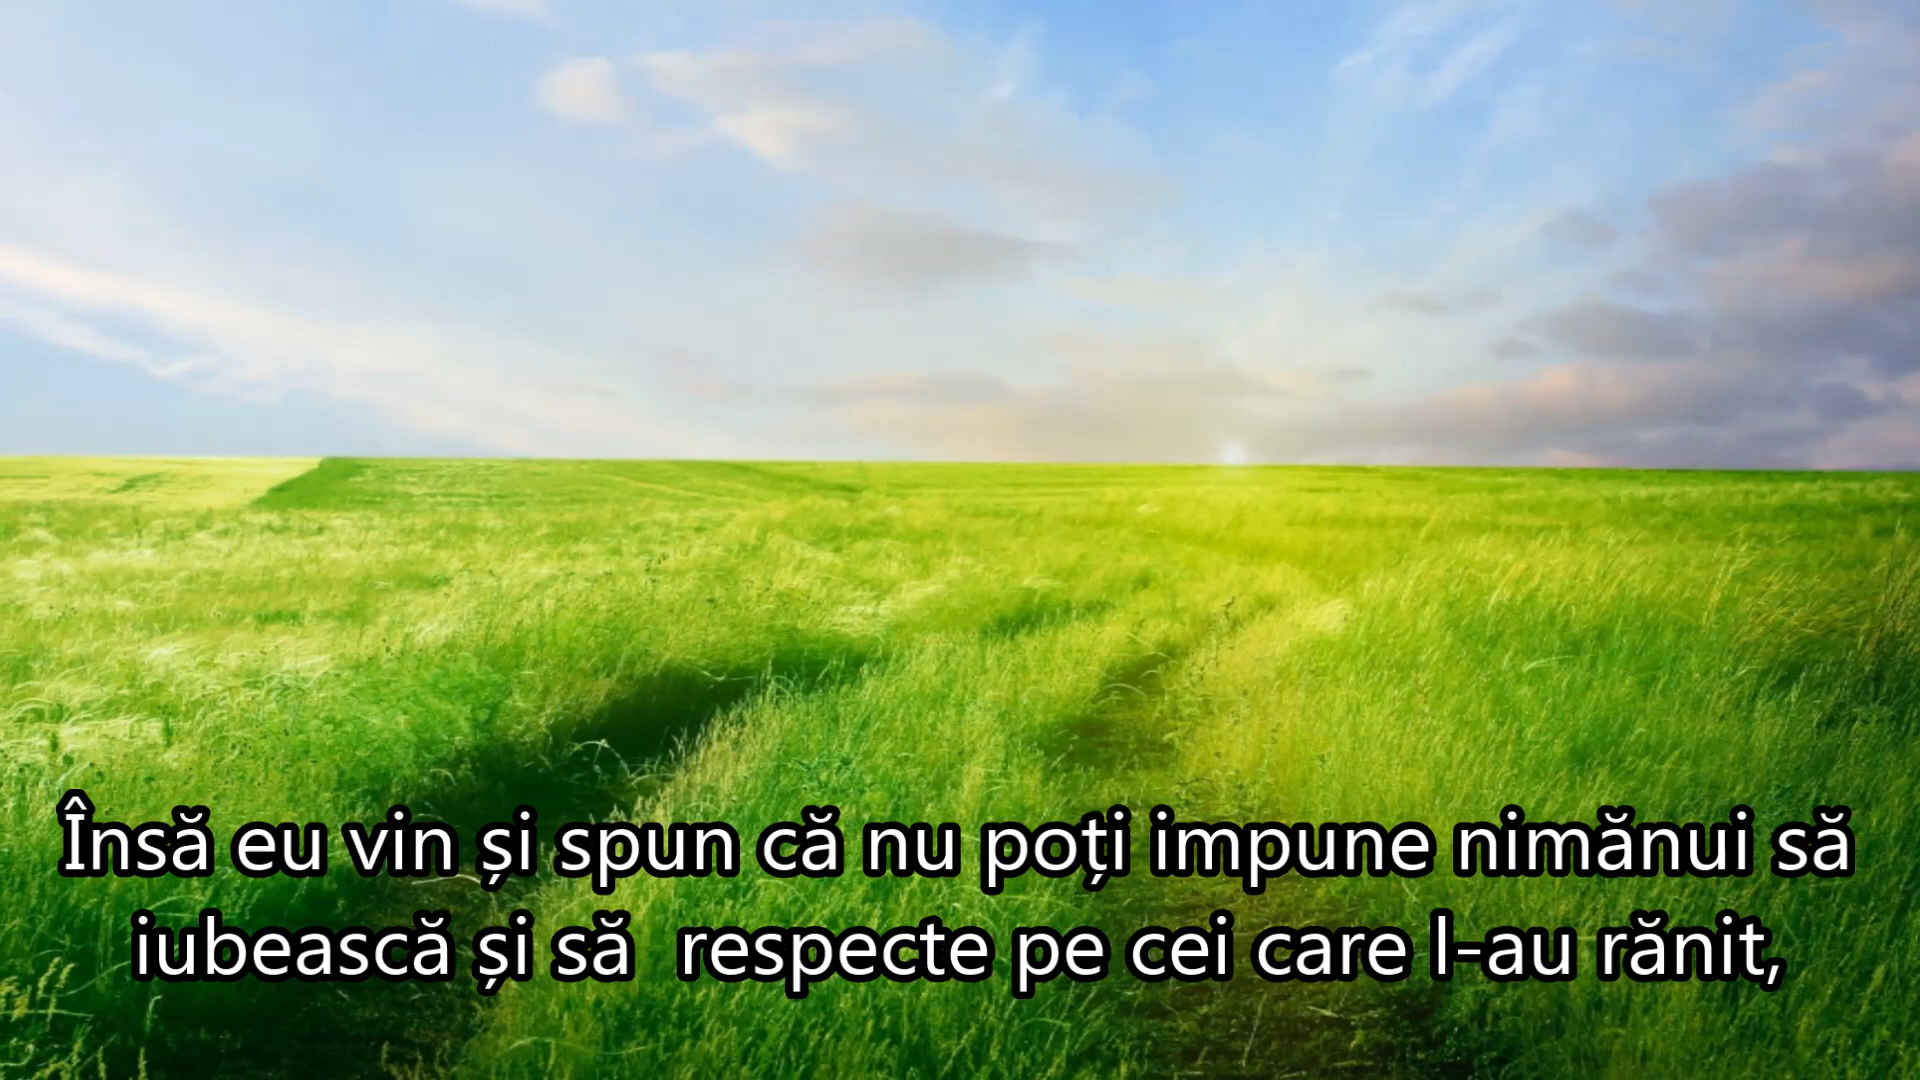 Însă eu vin și spun că nu poți impune nimănui să
iubească și să  respecte pe cei care l-au rănit,